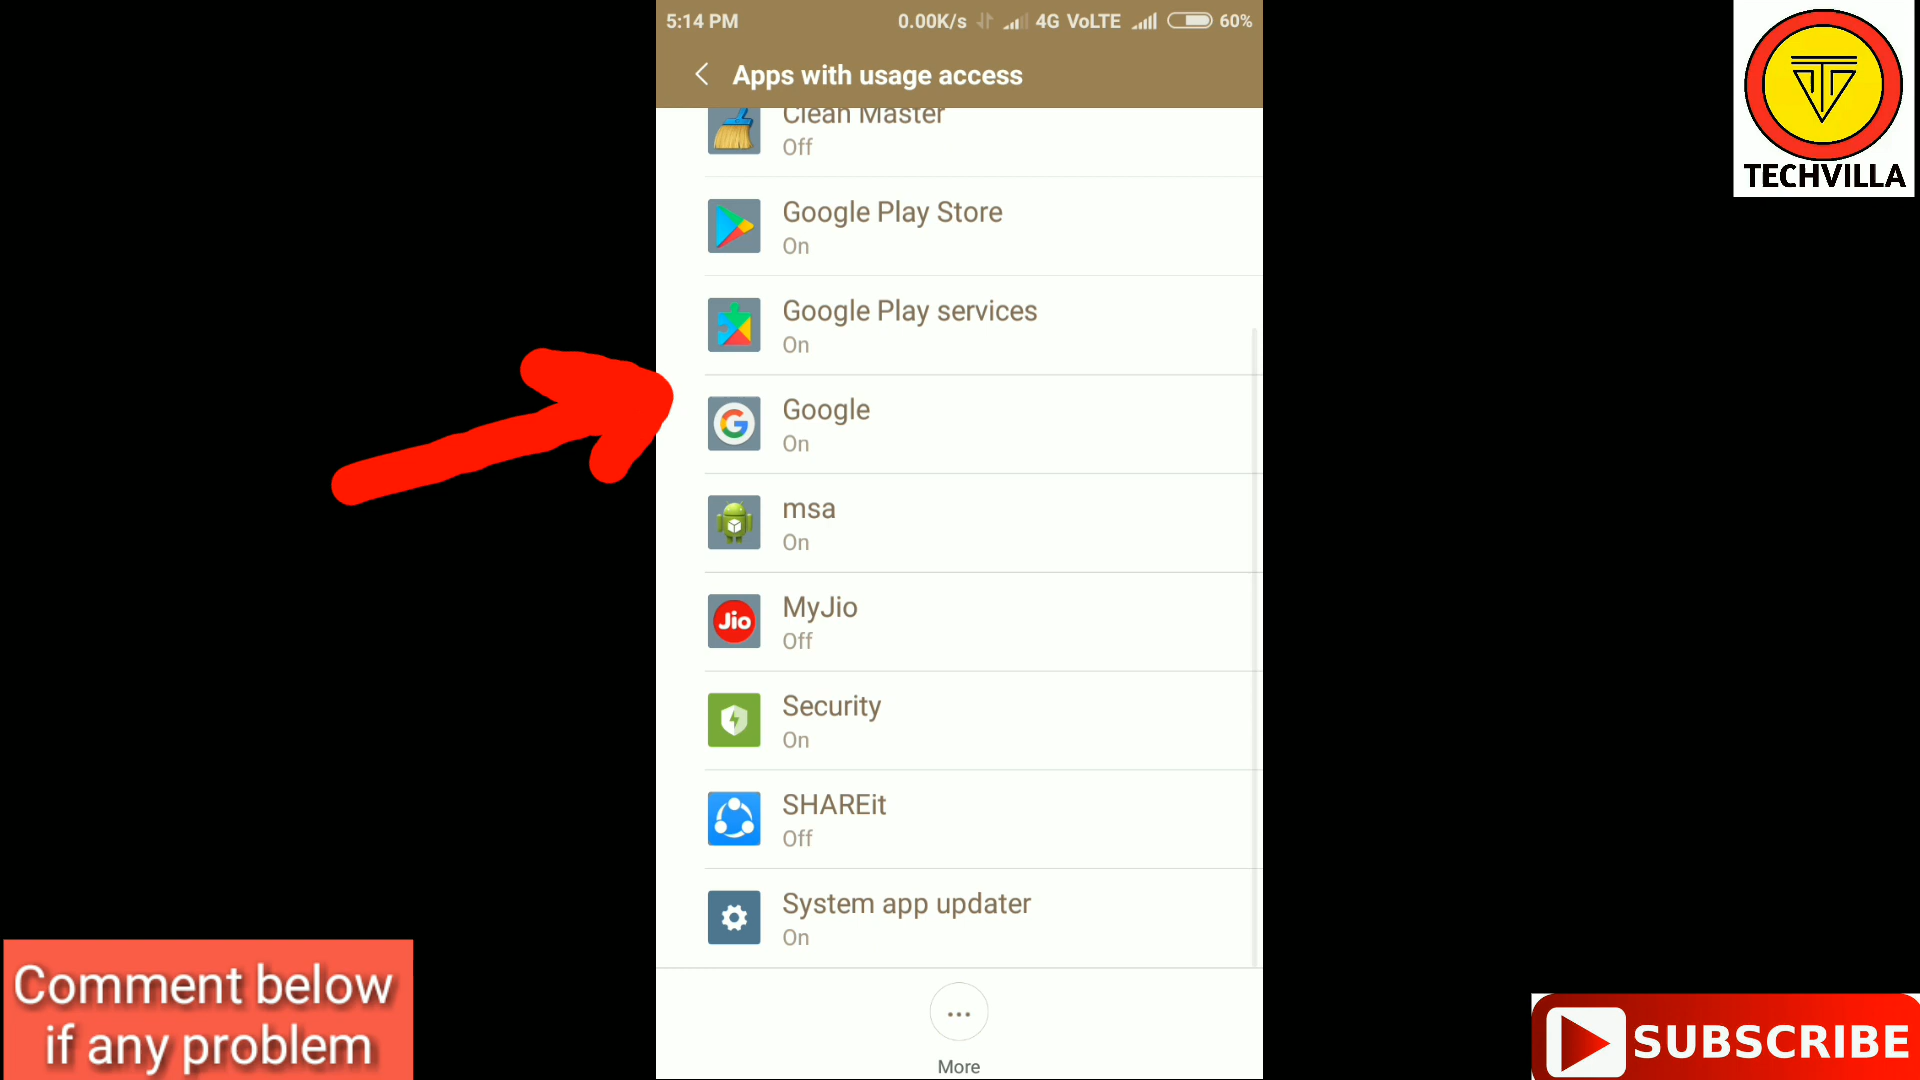 5:14 PM 0.00K/s 4G VoLTE 60%
Apps with usage access
Clean Master
Off
Google Play Store
On
Google Play services
On
Google
On
msa
On
Jio
MyJio
Off
Security
On
SHAREit
Off
System app updater
On
More
TECHVILLA
Comment below
if any problem
SUBSCRIBE